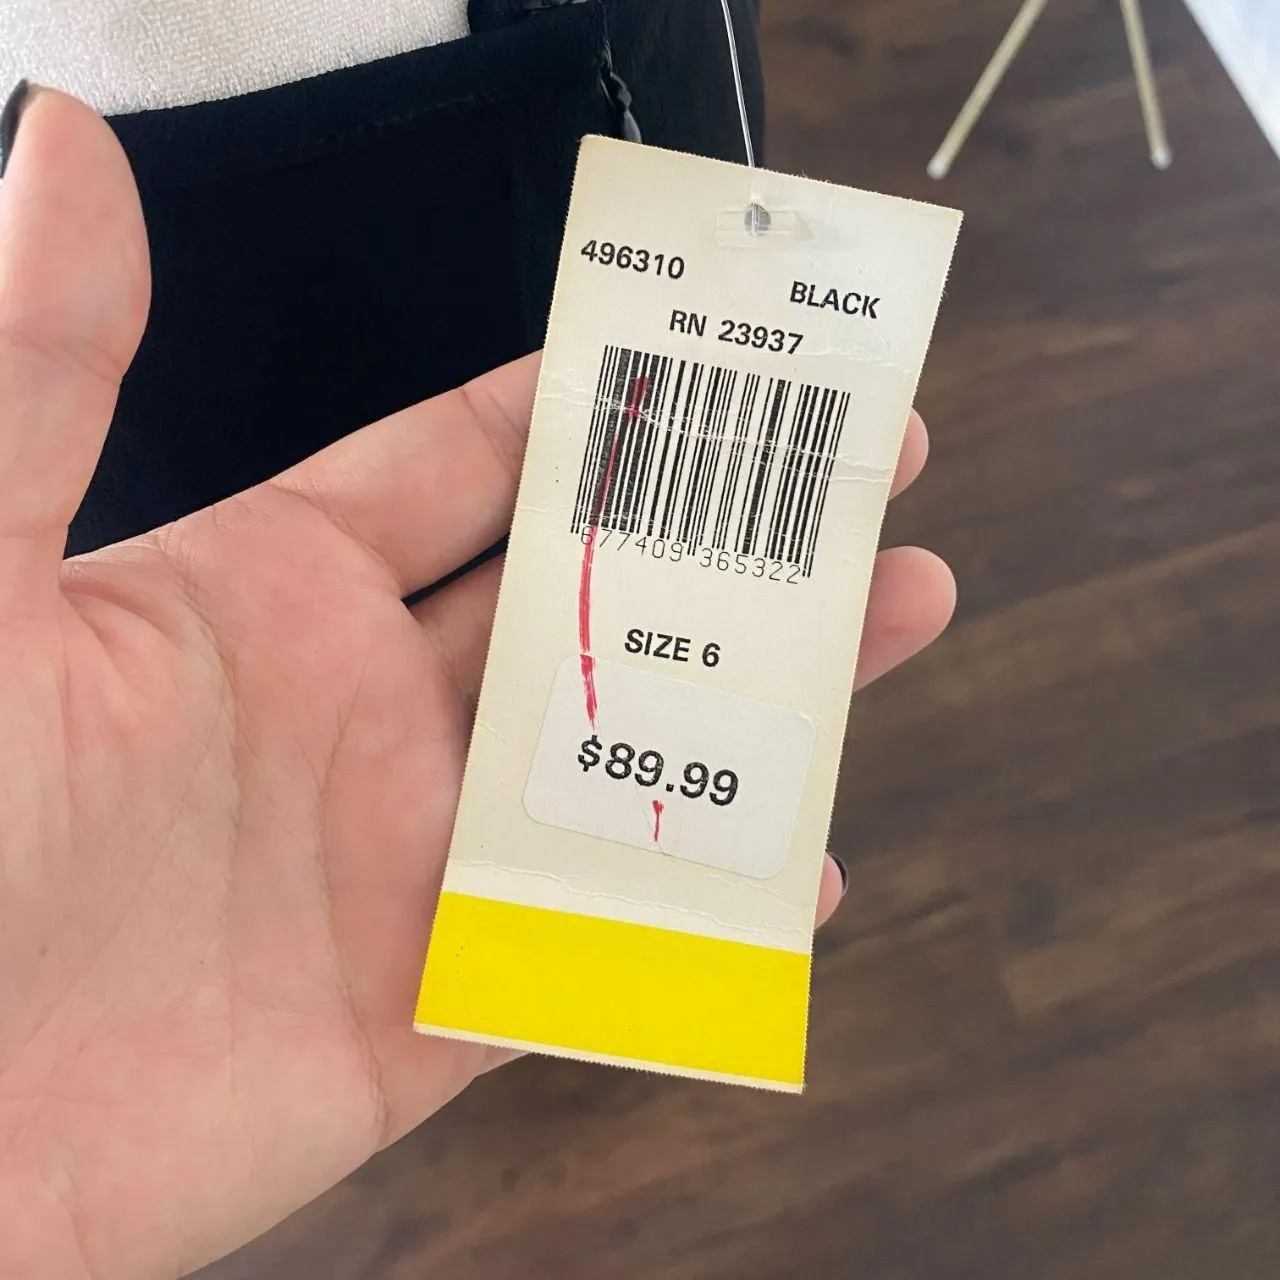 496310
BLACK
RN 23937
677409 365322
SIZE 6
$89.99